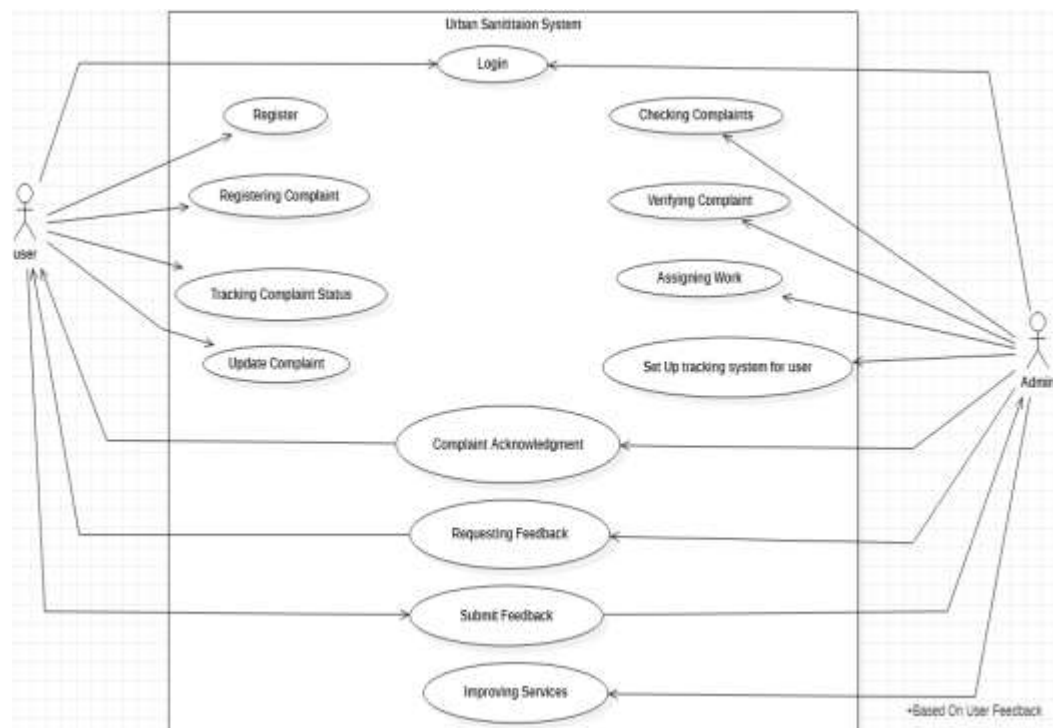 Urban Sanititaion System
Login
Register
Checking Complaints
Registering Complaint
Verifying Complaint
user
Assigning Work
Tracking Complaint Status
Update Complaint
Set Up tracking system for user
Admin
Complaint Acknowledgment
Requesting Feedback
Submit Feedback
Improving Services
+Based On User Feedback